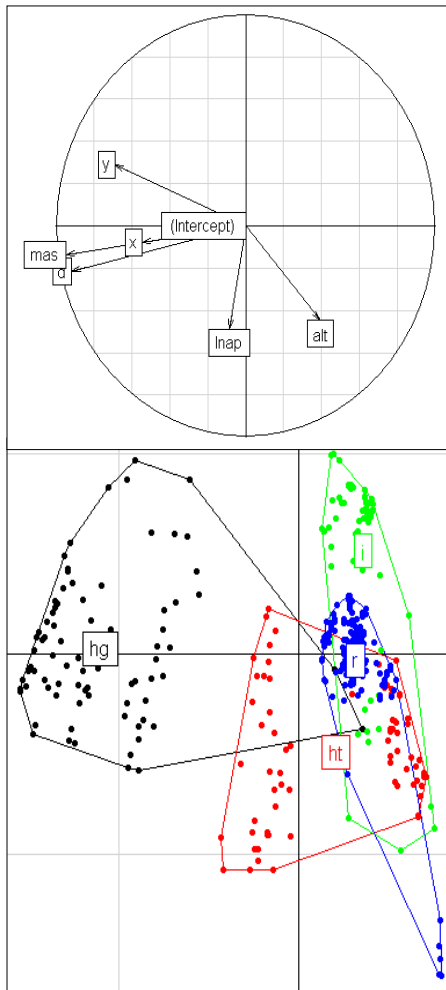 y
(Intercept)
x
mas
d
lnap
alt
i
hg
r
ht